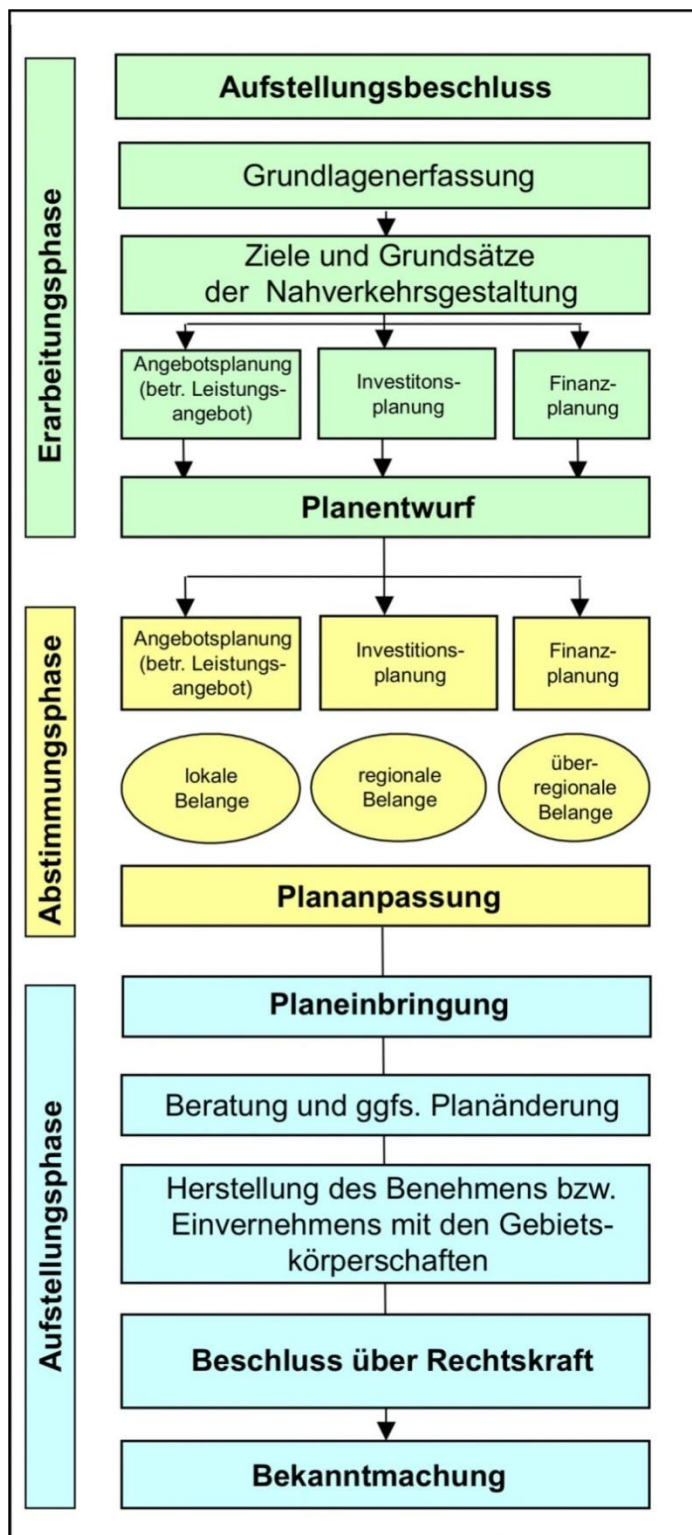 Erarbeitungsphase
Aufstellungsbeschluss
Grundlagenerfassung
Ziele und Grundsätze
der Nahverkehrsgestaltung
Angebotsplanung
(betr. Leistungs-
angebot)
Investitons-
planung
Finanz-
planung
Planentwurf
Abstimmungsphase
Angebotsplanung
(betr. Leistungs-
angebot)
Investitions-
planung
Finanz-
planung
lokale
Belange
regionale
Belange
über-
regionale
Belange
Plananpassung
Aufstellungsphase
Planeinbringung
Beratung und ggfs. Planänderung
Herstellung des Benehmens bzw.
Einvernehmens mit den Gebiets-
körperschaften
Beschluss über Rechtskraft
Bekanntmachung